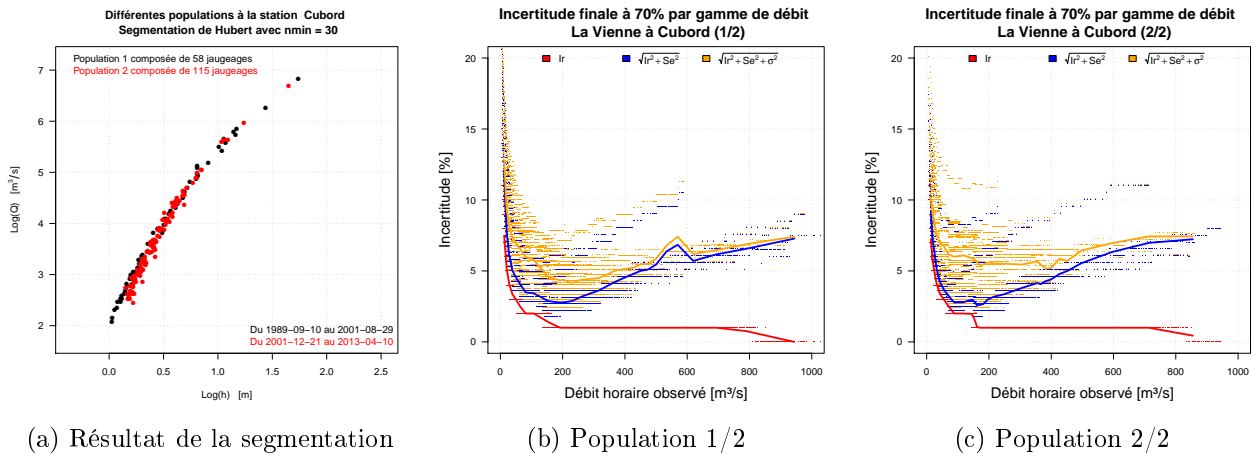 Différentes populations à la station Cubord
Segmentation de Hubert avec nmin = 30
Population 1 composée de 58 jaugeages
Population 2 composée de 115 jaugeages
Log(Q) [m³/s]
7
6
5
4
3
2
Du 1989−09−10 au 2001−08−29
Du 2001−12−21 au 2013−04−10
0.0 0.5 1.0 1.5 2.0 2.5
Log(h) [m]
(a) Résultat de la segmentation
Incertitude finale à 70% par gamme de débit
La Vienne à Cubord (1/2)
Ir √Ir²+Se² √Ir²+Se²+σ²
Incertitude [%]
20
15
10
5
0
0 200 400 600 800 1000
Débit horaire observé [m³/s]
(b) Population 1/2
Incertitude finale à 70% par gamme de débit
La Vienne à Cubord (2/2)
Ir √Ir²+Se² √Ir²+Se²+σ²
Incertitude [%]
20
15
10
5
0
0 200 400 600 800 1000
Débit horaire observé [m³/s]
(c) Population 2/2